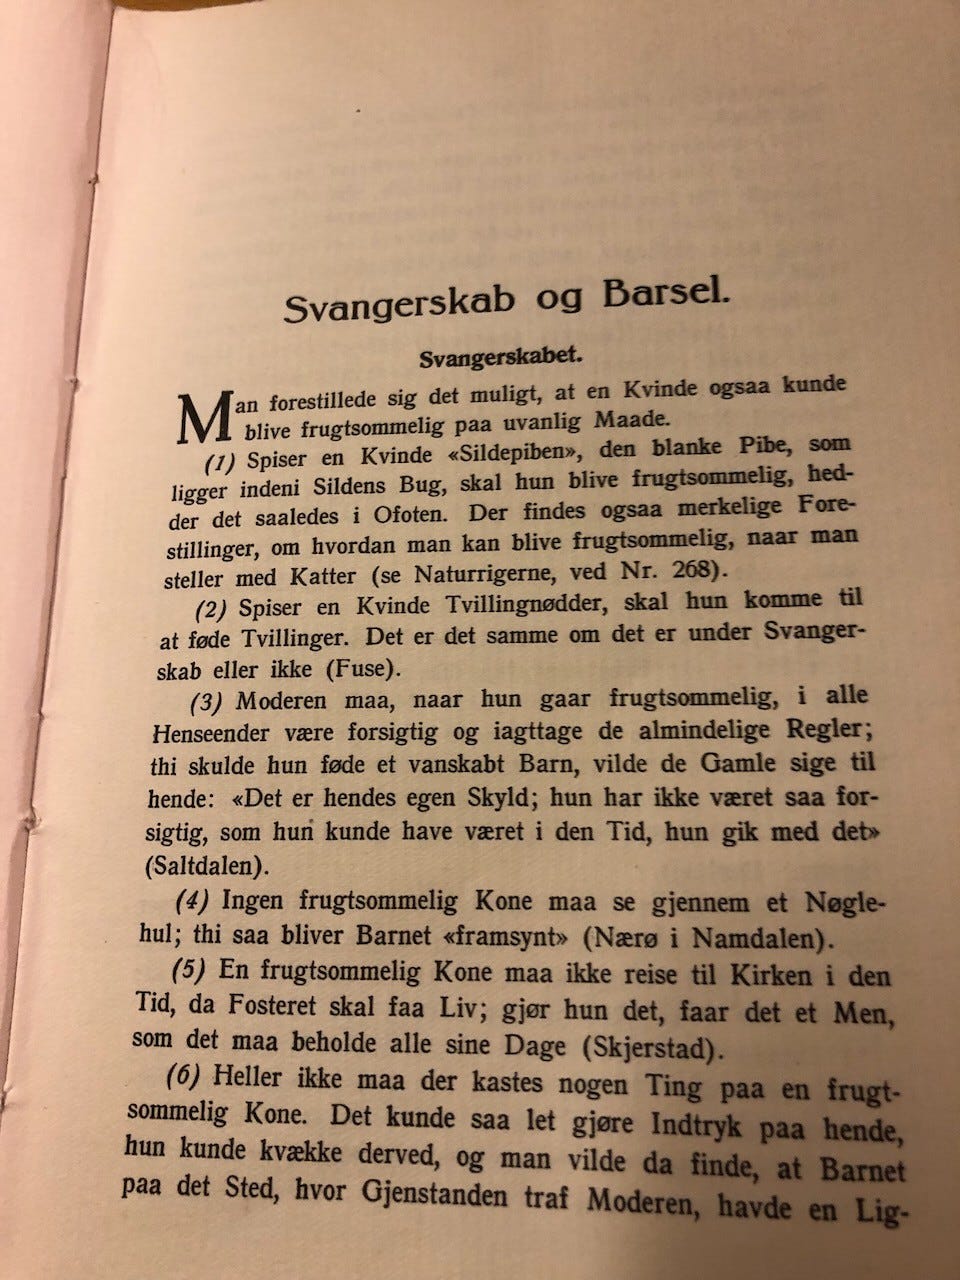 Svangerskab og Barsel.
Svangerskabet.
Man forestillede sig det muligt, at en Kvinde ogsaa kunde
blive frugtsommelig paa uvanlig Maade.
(1) Spiser en Kvinde «Sildepiben», den blanke Pibe, som
ligger indeni Sildens Bug, skal hun blive frugtsommelig, hed-
der det saaledes i Ofoten. Der findes ogsaa merkelige Fore-
stillinger, om hvordan man kan blive frugtsommelig, naar man
steller med Katter (se Naturrigerne, ved Nr. 268).
(2) Spiser en Kvinde Tvillingnødder, skal hun komme til
at føde Tvillinger. Det er det samme om det er under Svanger-
skab eller ikke (Fuse).
(3) Moderen maa, naar hun gaar frugtsommelig, i alle
Henseender være forsigtig og iagttage de almindelige Regler;
thi skulde hun føde et vanskabt Barn, vilde de Gamle sige til
hende: «Det er hendes egen Skyld; hun har ikke været saa for-
sigtig, som hun kunde have været i den Tid, hun gik med det»
(Saltdalen).
(4) Ingen frugtsommelig Kone maa se gjennem et Nøgle-
hul; thi saa bliver Barnet «framsynt» (Nærø i Namdalen).
(5) En frugtsommelig Kone maa ikke reise til Kirken i den
Tid, da Fosteret skal faa Liv; gjør hun det, faar det et Men,
som det maa beholde alle sine Dage (Skjerstad).
(6) Heller ikke maa der kastes nogen Ting paa en frugt-
sommelig Kone. Det kunde saa let gjøre Indtryk paa hende,
hun kunde kvække derved, og man vilde da finde, at Barnet
paa det Sted, hvor Gjenstanden traf Moderen, havde en Lig-